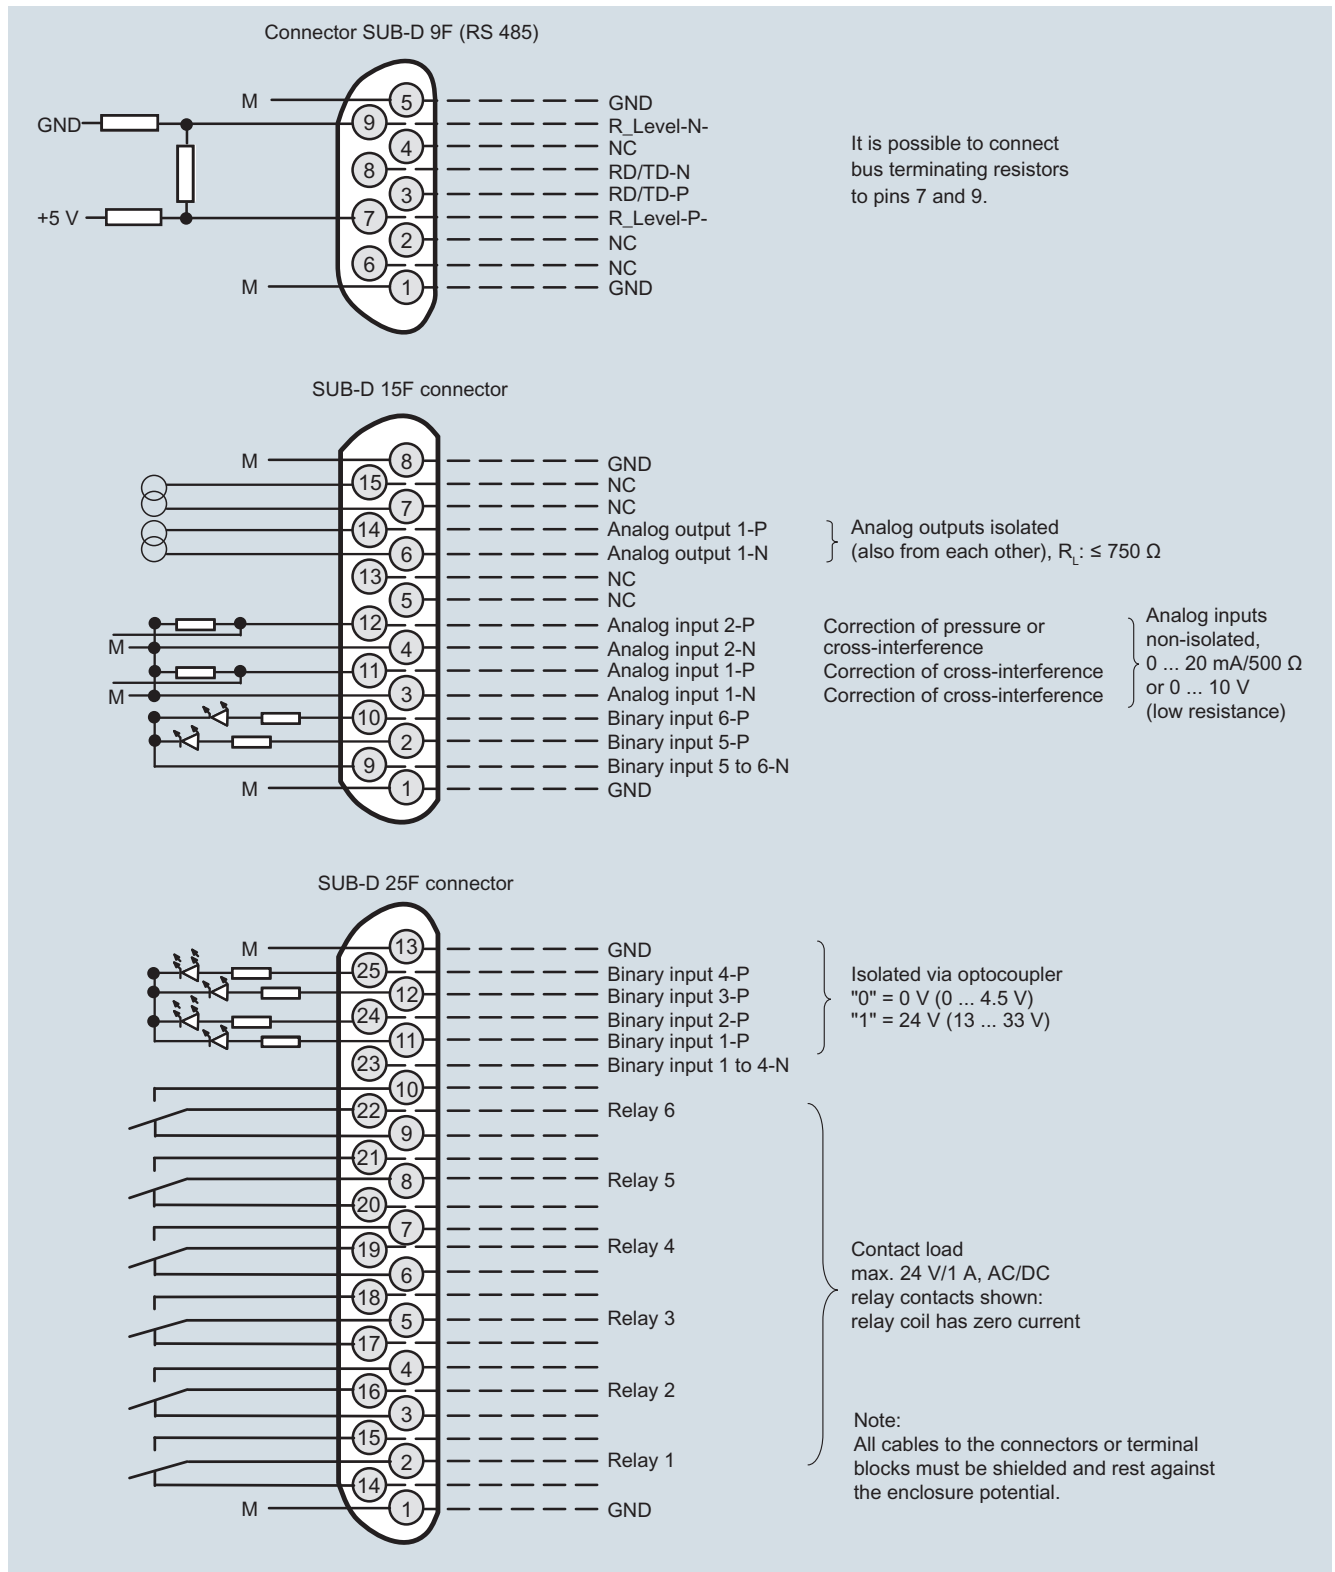 Connector SUB-D 9F (RS 485)
M 5 GND
GND 9 R_Level-N-
4 NC
8 RD/TD-N
3 RD/TD-P
+5 V 7 R_Level-P-
2 NC
6 NC
M 1 GND
It is possible to connect
bus terminating resistors
to pins 7 and 9.
SUB-D 15F connector
M 8 GND
15 NC
7 NC
14 Analog output 1-P
6 Analog output 1-N
Analog outputs isolated
(also from each other), RL: ≤ 750 Ω
13 NC
5 NC
12 Analog input 2-P
M 4 Analog input 2-N
11 Analog input 1-P
M 3 Analog input 1-N
Correction of pressure or
cross-interference
Correction of cross-interference
Correction of cross-interference
Analog inputs
non-isolated,
0 ... 20 mA/500 Ω
or 0 ... 10 V
(low resistance)
10 Binary input 6-P
2 Binary input 5-P
9 Binary input 5 to 6-N
M 1 GND
SUB-D 25F connector
M 13 GND
25 Binary input 4-P
12 Binary input 3-P
24 Binary input 2-P
11 Binary input 1-P
23 Binary input 1 to 4-N
Isolated via optocoupler
"0" = 0 V (0 ... 4.5 V)
"1" = 24 V (13 ... 33 V)
10
22 Relay 6
9
21
8 Relay 5
20
7
19 Relay 4
6
18
5 Relay 3
17
4
16 Relay 2
3
15
2 Relay 1
14
M 1 GND
Contact load
max. 24 V/1 A, AC/DC
relay contacts shown:
relay coil has zero current
Note:
All cables to the connectors or terminal
blocks must be shielded and rest against
the enclosure potential.